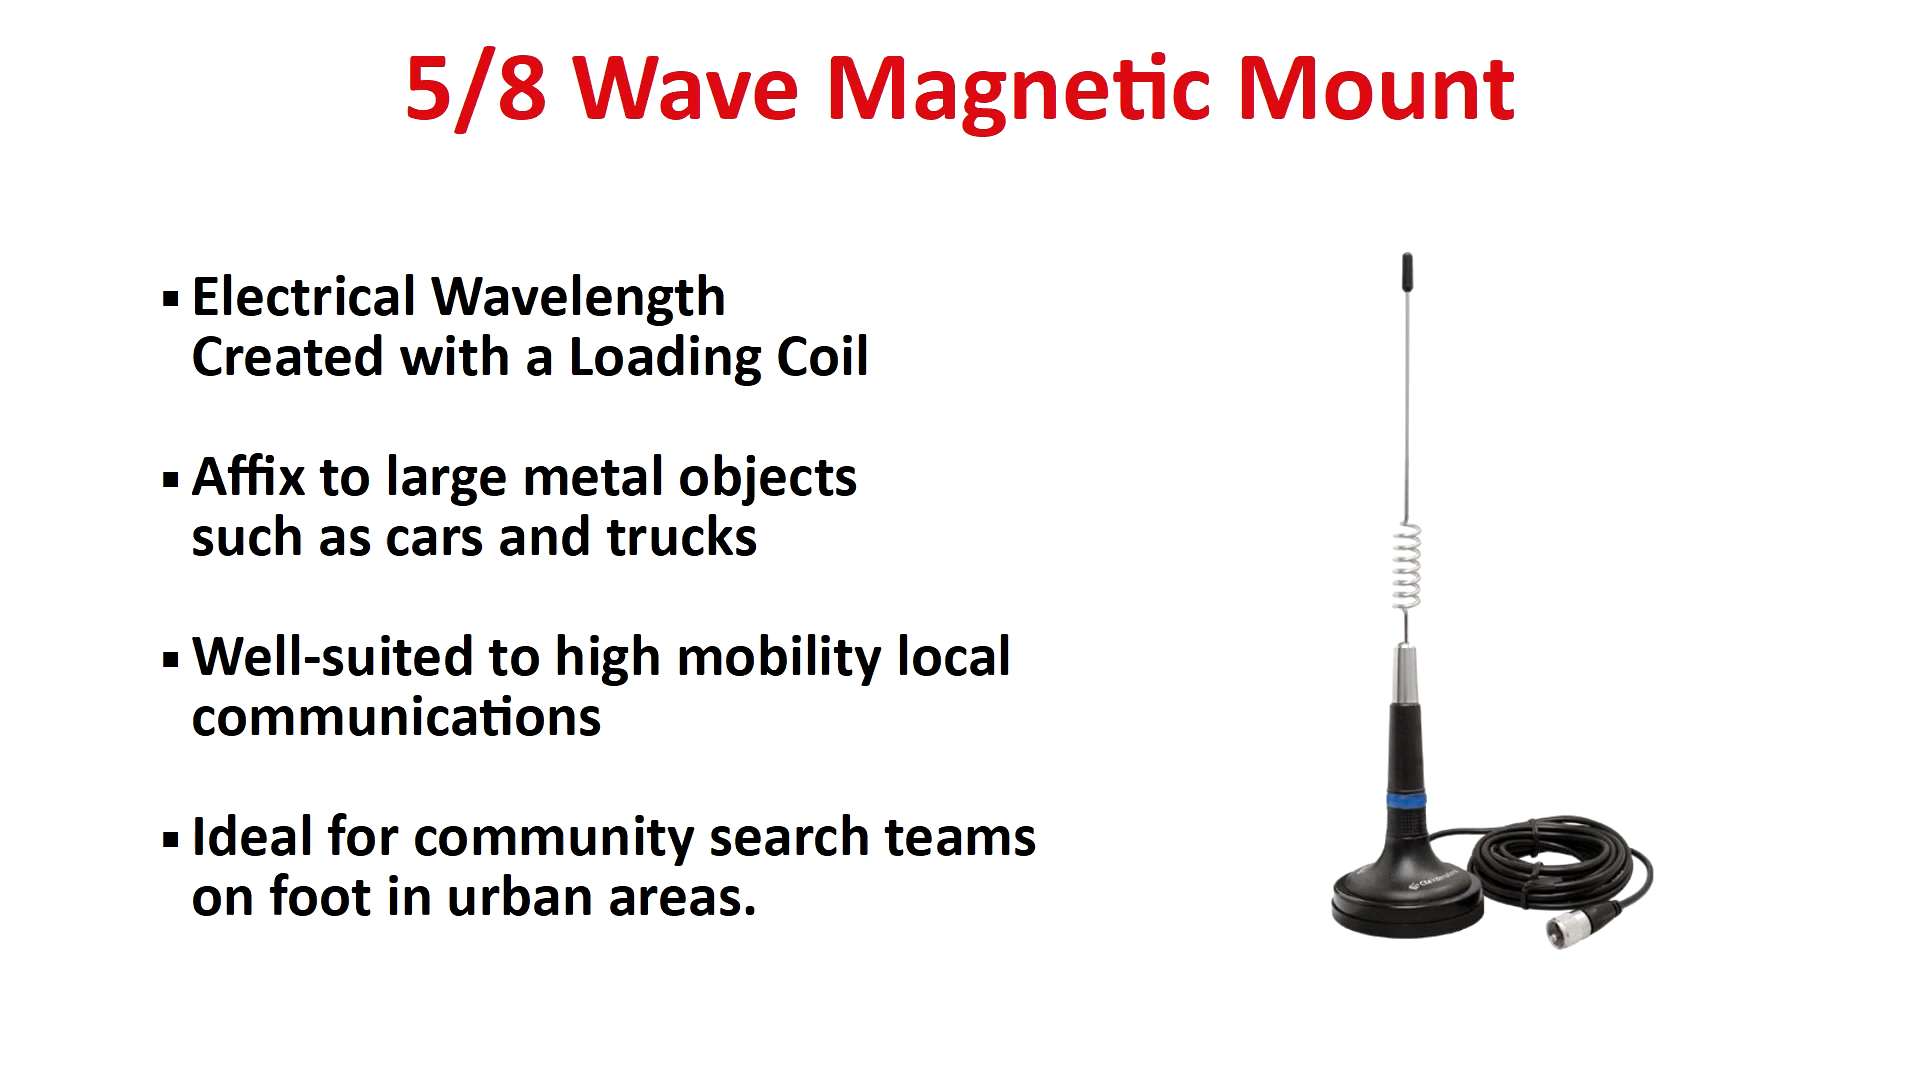 5/8 Wave Magnetic Mount
▪ Electrical Wavelength
Created with a Loading Coil
▪ Affix to large metal objects
such as cars and trucks
▪ Well-suited to high mobility local
communications
▪ Ideal for community search teams
on foot in urban areas.